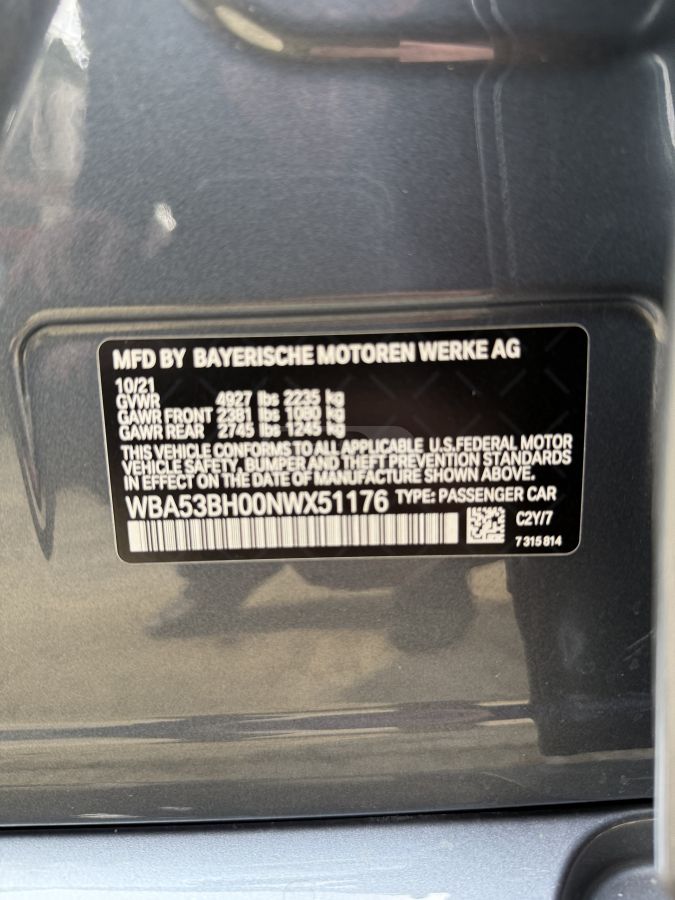 MFD BY BAYERISCHE MOTOREN WERKE AG
10/21
GVWR 4927 lbs 2235 kg
GAWR FRONT 2381 lbs 1080 kg
GAWR REAR 2745 lbs 1245 kg
THIS VEHICLE CONFORMS TO ALL APPLICABLE U.S.FEDERAL MOTOR
VEHICLE SAFETY, BUMPER AND THEFT PREVENTION STANDARDS
IN EFFECT ON THE DATE OF MANUFACTURE SHOWN ABOVE.
WBA53BH00NWX51176 TYPE: PASSENGER CAR
C2Y/7
7 315 814